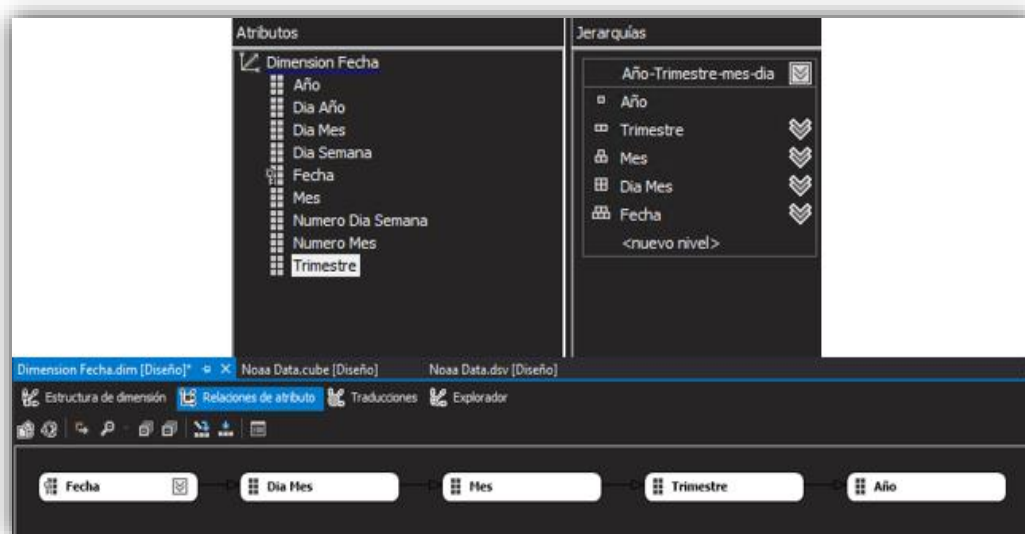 Atributos
Dimension Fecha
Año
Dia Año
Dia Mes
Dia Semana
Fecha
Mes
Numero Dia Semana
Numero Mes
Trimestre
Jerarquías
Año-Trimestre-mes-dia
Año
Trimestre
Mes
Dia Mes
Fecha
<nuevo nivel>
Dimension Fecha.dim [Diseño]* Noaa Data.cube [Diseño] Noaa Data.dsv [Diseño]
Estructura de dimensión Relaciones de atributo Traducciones Explorador
Fecha Dia Mes Mes Trimestre Año